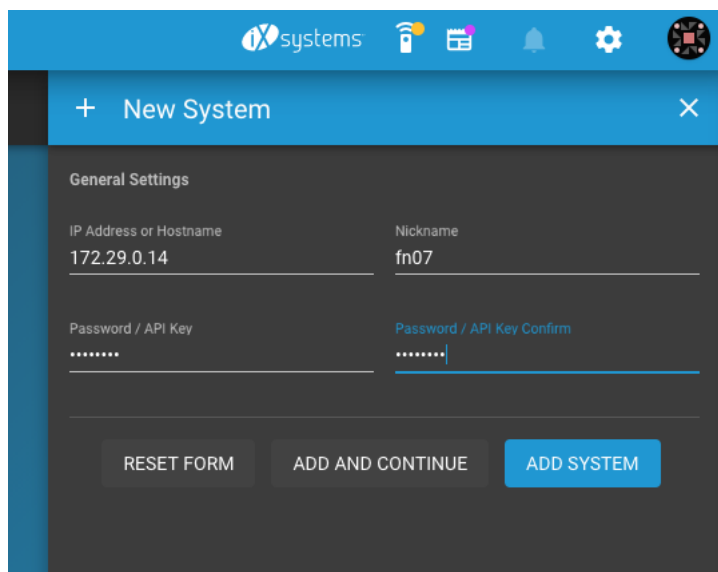 iXsystems
+ New System ×
General Settings
IP Address or Hostname Nickname
172.29.0.14 fn07
Password / API Key Password / API Key Confirm
•••••••• ••••••••
RESET FORM ADD AND CONTINUE ADD SYSTEM